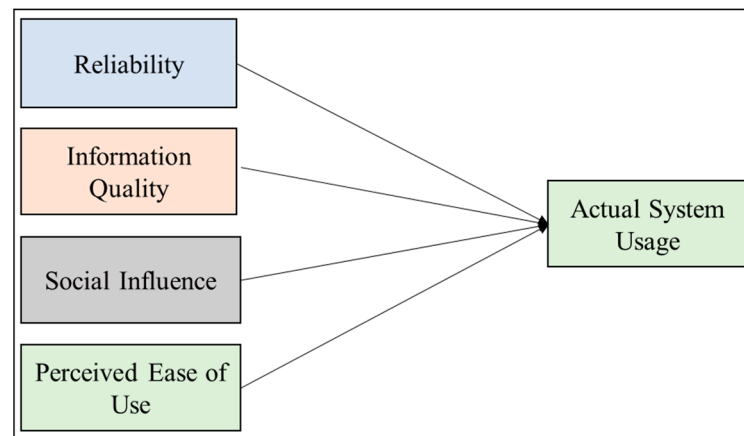 Reliability
Information
Quality
Social Influence
Perceived Ease of
Use
Actual System
Usage